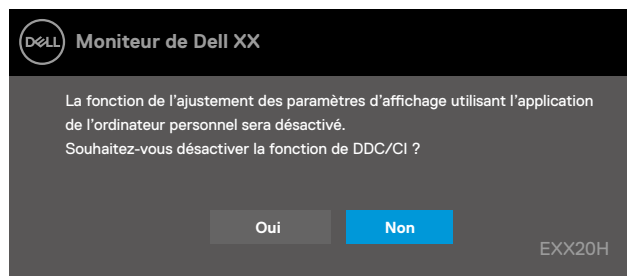 DELL
Moniteur de Dell XX
La fonction de l'ajustement des paramètres d'affichage utilisant l'application
de l'ordinateur personnel sera désactivé.
Souhaitez-vous désactiver la fonction de DDC/CI ?
Oui
Non
EXX20H